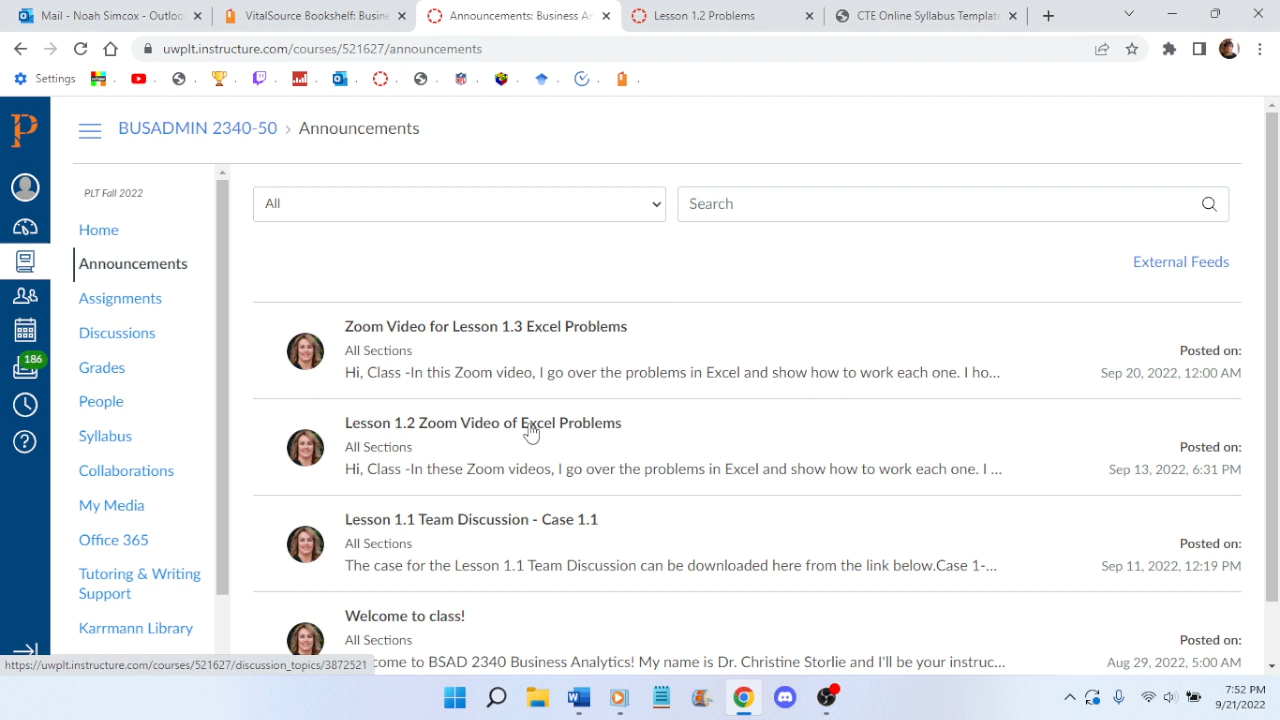 Mail - Noah Simcox - Outloo
VitalSource Bookshelf: Busine
Announcements: Business An
Lesson 1.2 Problems
CTE Online Syllabus Template
uwplt.instructure.com/courses/521627/announcements
Settings
BUSADMIN 2340-50 › Announcements
PLT Fall 2022
Home
Announcements
Assignments
Discussions
Grades
People
Syllabus
Collaborations
My Media
Office 365
Tutoring & Writing
Support
Karrmann Library
186
All
Search
External Feeds
Zoom Video for Lesson 1.3 Excel Problems
All Sections
Posted on:
Hi, Class -In this Zoom video, I go over the problems in Excel and show how to work each one. I ho...
Sep 20, 2022, 12:00 AM
Lesson 1.2 Zoom Video of Excel Problems
All Sections
Posted on:
Hi, Class -In these Zoom videos, I go over the problems in Excel and show how to work each one. I ...
Sep 13, 2022, 6:31 PM
Lesson 1.1 Team Discussion - Case 1.1
All Sections
Posted on:
The case for the Lesson 1.1 Team Discussion can be downloaded here from the link below.Case 1-...
Sep 11, 2022, 12:19 PM
Welcome to class!
All Sections
Posted on:
come to BSAD 2340 Business Analytics! My name is Dr. Christine Storlie and I'll be your instruc...
Aug 29, 2022, 5:00 AM
https://uwplt.instructure.com/courses/521627/discussion_topics/3872521
7:52 PM
9/21/2022